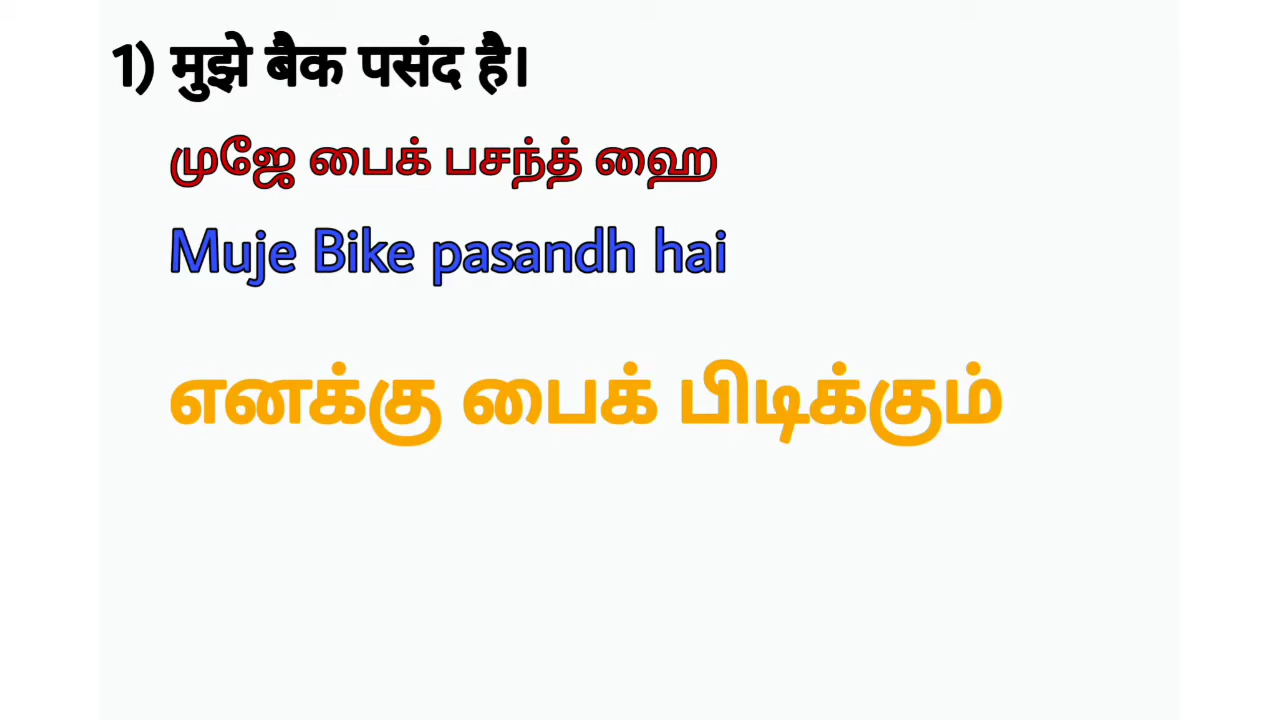 1) मुझे बैक पसंद है।
முஜே பைக் பசந்த் ஹை
Muje Bike pasandh hai
எனக்கு பைக் பிடிக்கும்